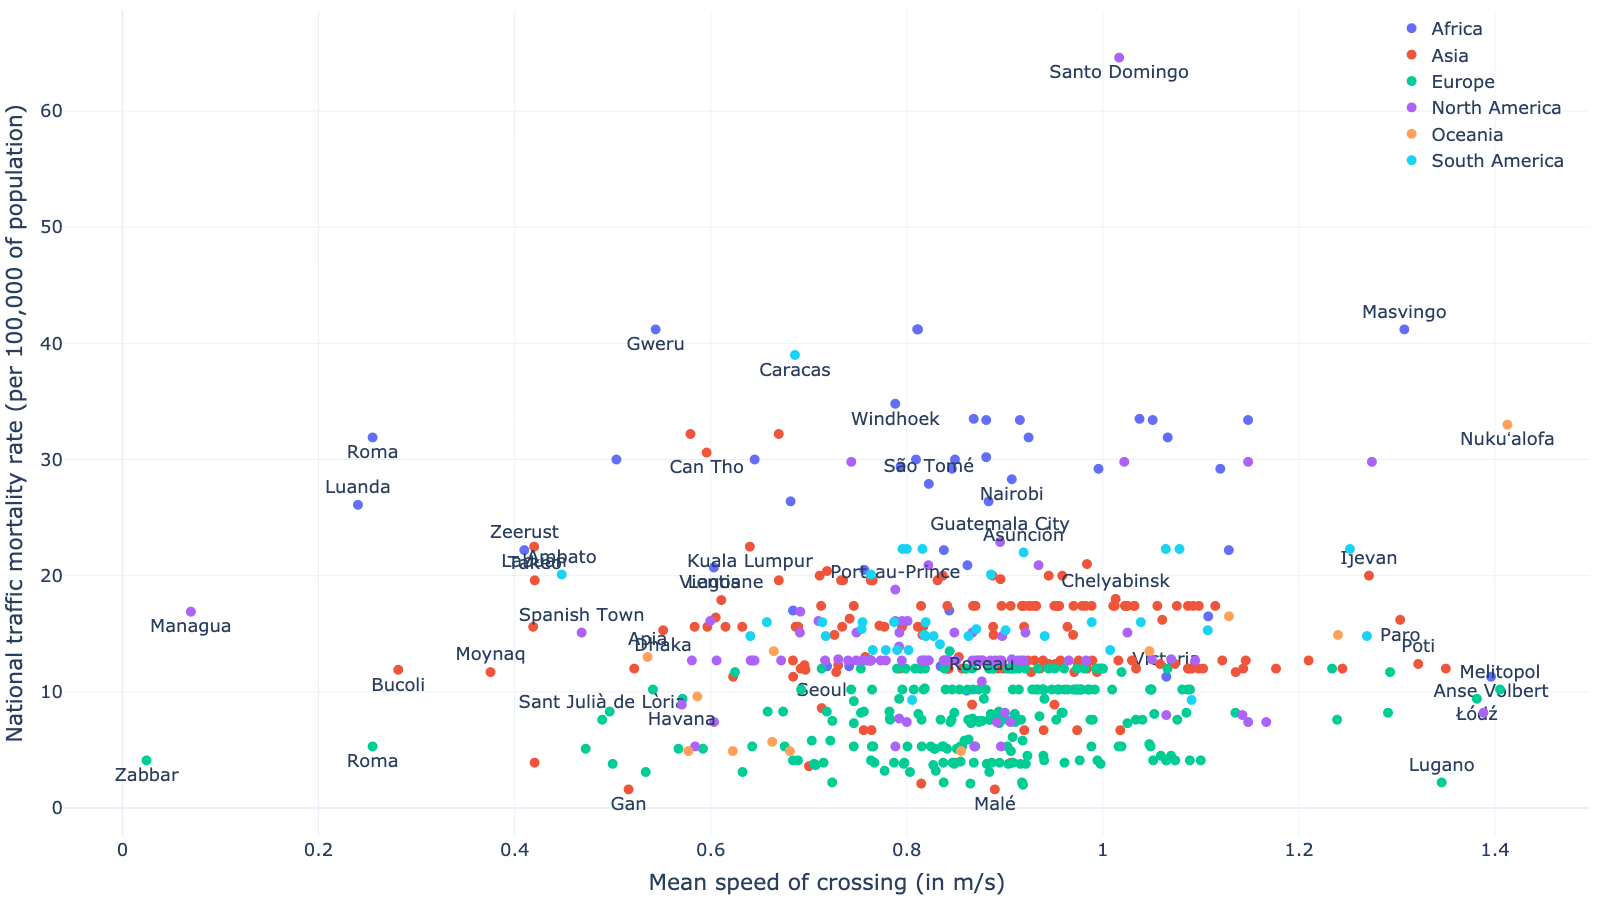 National traffic mortality rate (per 100,000 of population)
60
50
40
30
20
10
0
Africa
Asia
Europe
North America
Oceania
South America
Santo Domingo
Masvingo
Gweru
Caracas
Windhoek
Nukuʻalofa
Roma
Can Tho
São Tomé
Luanda
Nairobi
Guatemala City
Asunción
Zeerust
Ambato
Takeo
Kuala Lumpur
Ijevan
Port-au-Prince
Vientiane
Chelyabinsk
Spanish Town
Managua
Apia
Dhaka
Paro
Poti
Moynaq
Roseau
Victoria
Bucoli
Melitopol
Seoul
Anse Volbert
Sant Julià de Lòria
Havana
Łódź
Roma
Lugano
Zabbar
Gan
Malé
0
0.2
0.4
0.6
0.8
1
1.2
1.4
Mean speed of crossing (in m/s)